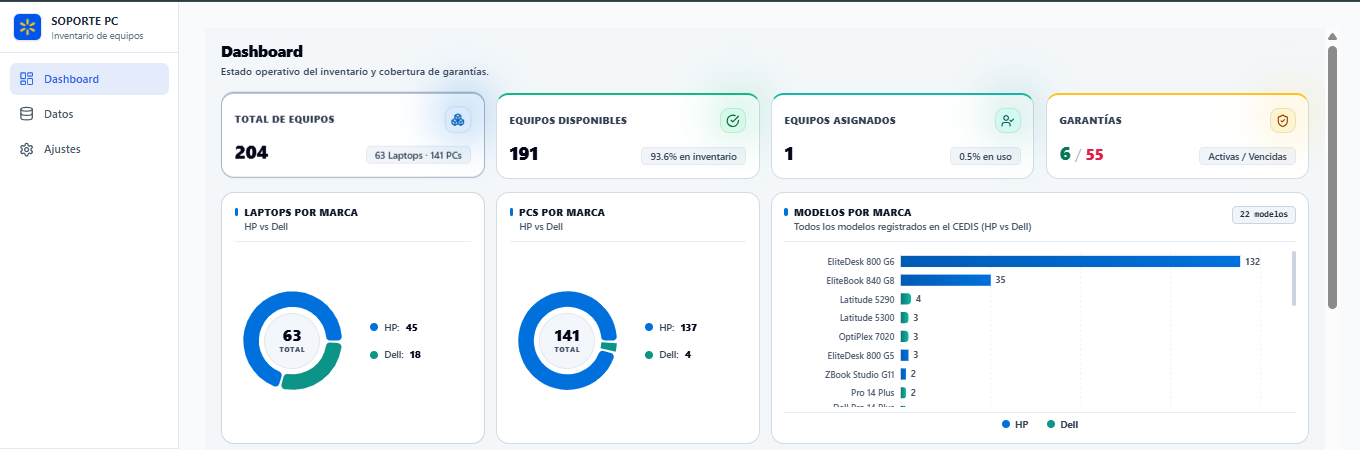 SOPORTE PC
Inventario de equipos
Dashboard
Datos
Ajustes
Dashboard
Estado operativo del inventario y cobertura de garantías.
TOTAL DE EQUIPOS
204
63 Laptops · 141 PCs
EQUIPOS DISPONIBLES
191
93.6% en inventario
EQUIPOS ASIGNADOS
1
0.5% en uso
GARANTÍAS
6 / 55
Activas / Vencidas
LAPTOPS POR MARCA
HP vs Dell
63
TOTAL
HP: 45
Dell: 18
PCS POR MARCA
HP vs Dell
141
TOTAL
HP: 137
Dell: 4
MODELOS POR MARCA
22 modelos
Todos los modelos registrados en el CEDIS (HP vs Dell)
EliteDesk 800 G6 132
EliteBook 840 G8 35
Latitude 5290 4
Latitude 5300 3
OptiPlex 7020 3
EliteDesk 800 G5 3
ZBook Studio G11 2
Pro 14 Plus 2
Dell Pro 14 Plus
HP
Dell